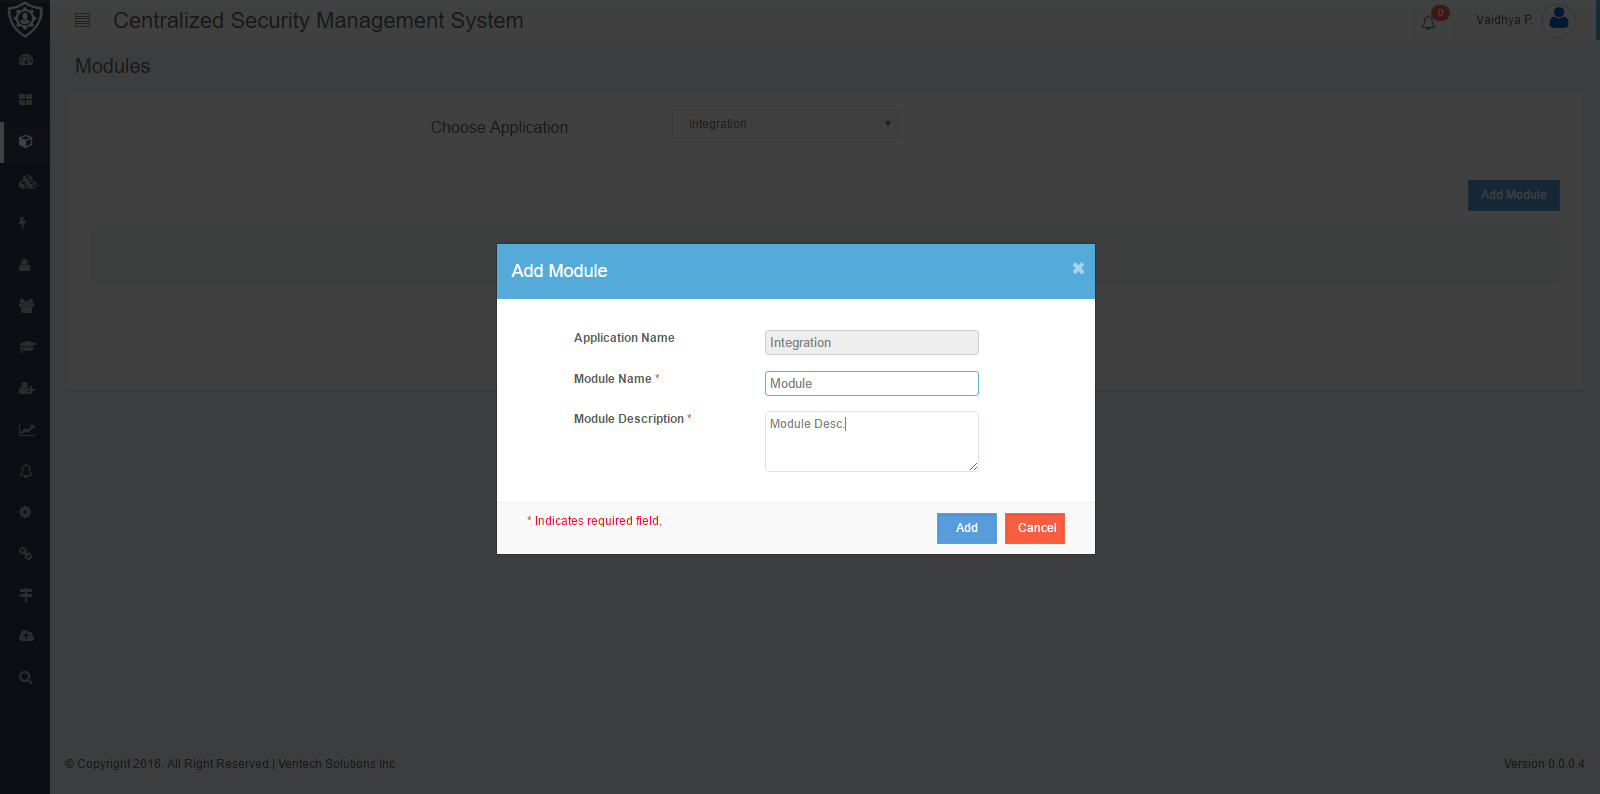 Centralized Security Management System
0
Vaidhya P.
Modules
Choose Application
Integration
Add Module
Add Module
Application Name
Integration
Module Name *
Module
Module Description *
Module Desc.
* Indicates required field.
Add
Cancel
© Copyright 2016. All Right Reserved.| Ventech Solutions Inc
Version 0.0.0.4